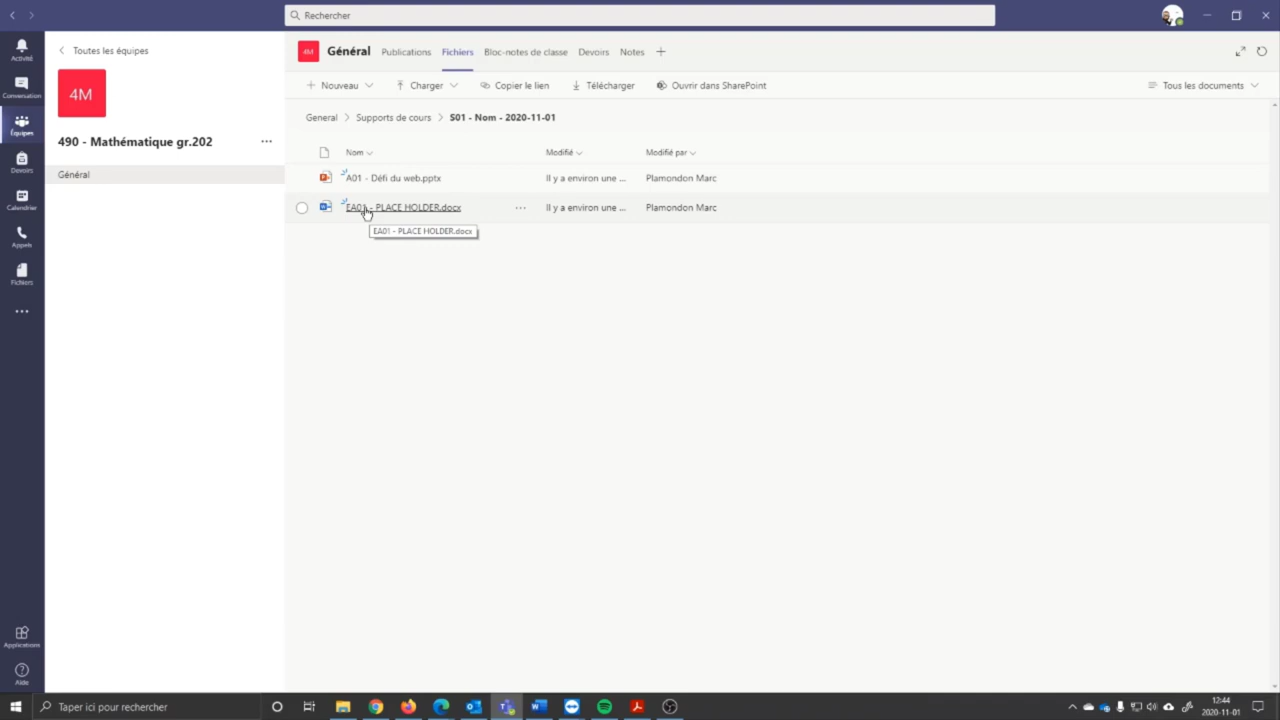 Rechercher
Activité
Conversation
Équipes
Devoirs
Calendrier
Appels
Fichiers
Applications
Aide
Toutes les équipes
4M
490 - Mathématique gr.202
Général
4M Général Publications Fichiers Bloc-notes de classe Devoirs Notes
Nouveau Charger Copier le lien Télécharger Ouvrir dans SharePoint Tous les documents
General > Supports de cours > S01 - Nom - 2020-11-01
Nom Modifié Modifié par
A01 - Défi du web.pptx Il y a environ une ... Plamondon Marc
EA01 - PLACE HOLDER.docx ... Il y a environ une ... Plamondon Marc
EA01 - PLACE HOLDER.docx
Taper ici pour rechercher
12:44
2020-11-01